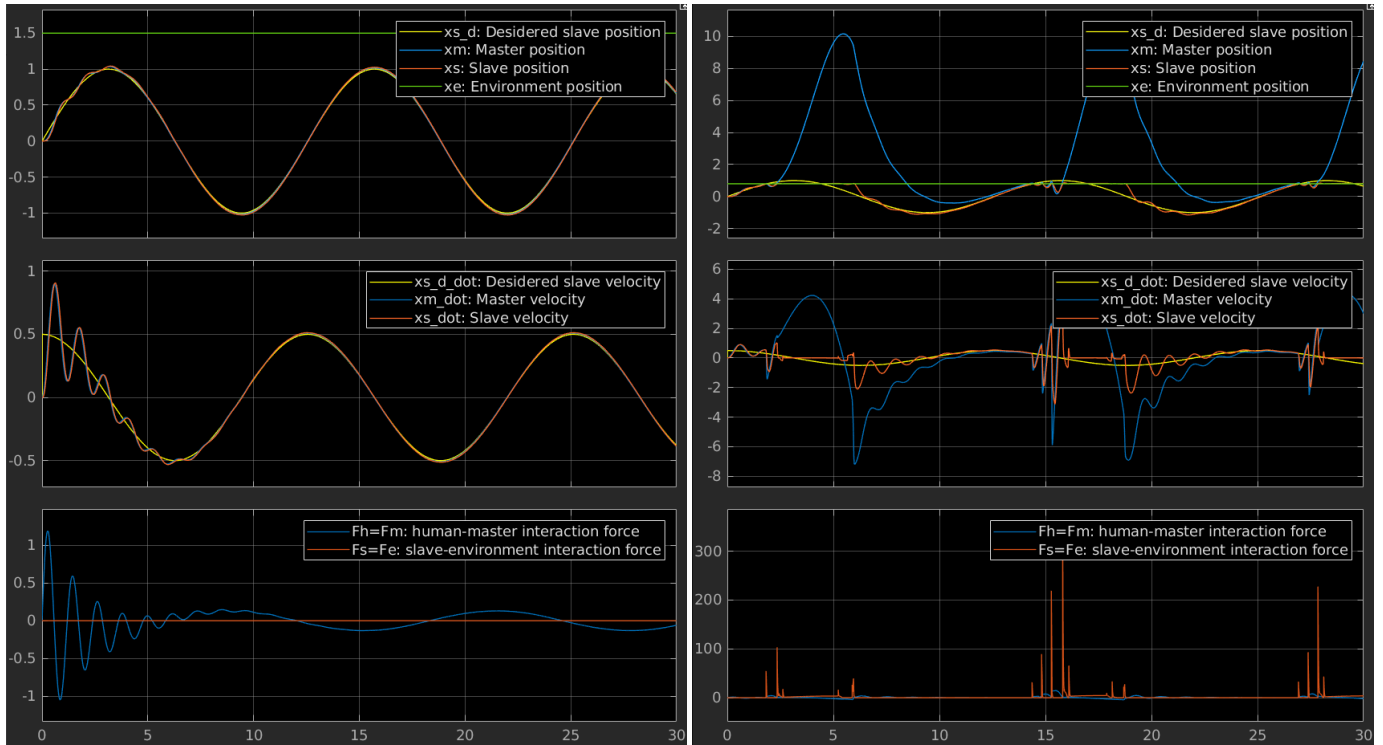 xs_d: Desidered slave position
xm: Master position
xs: Slave position
xe: Environment position
1.5
1
0.5
0
-0.5
-1
xs_d_dot: Desidered slave velocity
xm_dot: Master velocity
xs_dot: Slave velocity
1
0.5
0
-0.5
Fh=Fm: human-master interaction force
Fs=Fe: slave-environment interaction force
1
0.5
0
-0.5
-1
0 5 10 15 20 25 30
xs_d: Desidered slave position
xm: Master position
xs: Slave position
xe: Environment position
10
8
6
4
2
0
-2
xs_d_dot: Desidered slave velocity
xm_dot: Master velocity
xs_dot: Slave velocity
6
4
2
0
-2
-4
-6
-8
Fh=Fm: human-master interaction force
Fs=Fe: slave-environment interaction force
300
200
100
0
0 5 10 15 20 25 30